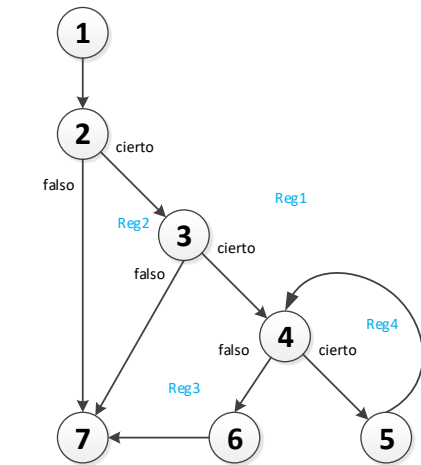 1
2
cierto
falso
Reg1
Reg2
3
cierto
falso
4
Reg4
falso
cierto
Reg3
7
6
5